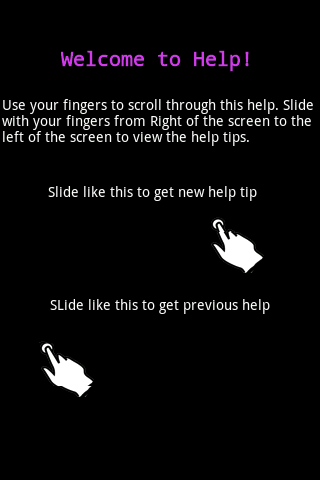 Welcome to Help!
Use your fingers to scroll through this help. Slide
with your fingers from Right of the screen to the
left of the screen to view the help tips.
Slide like this to get new help tip
SLide like this to get previous help